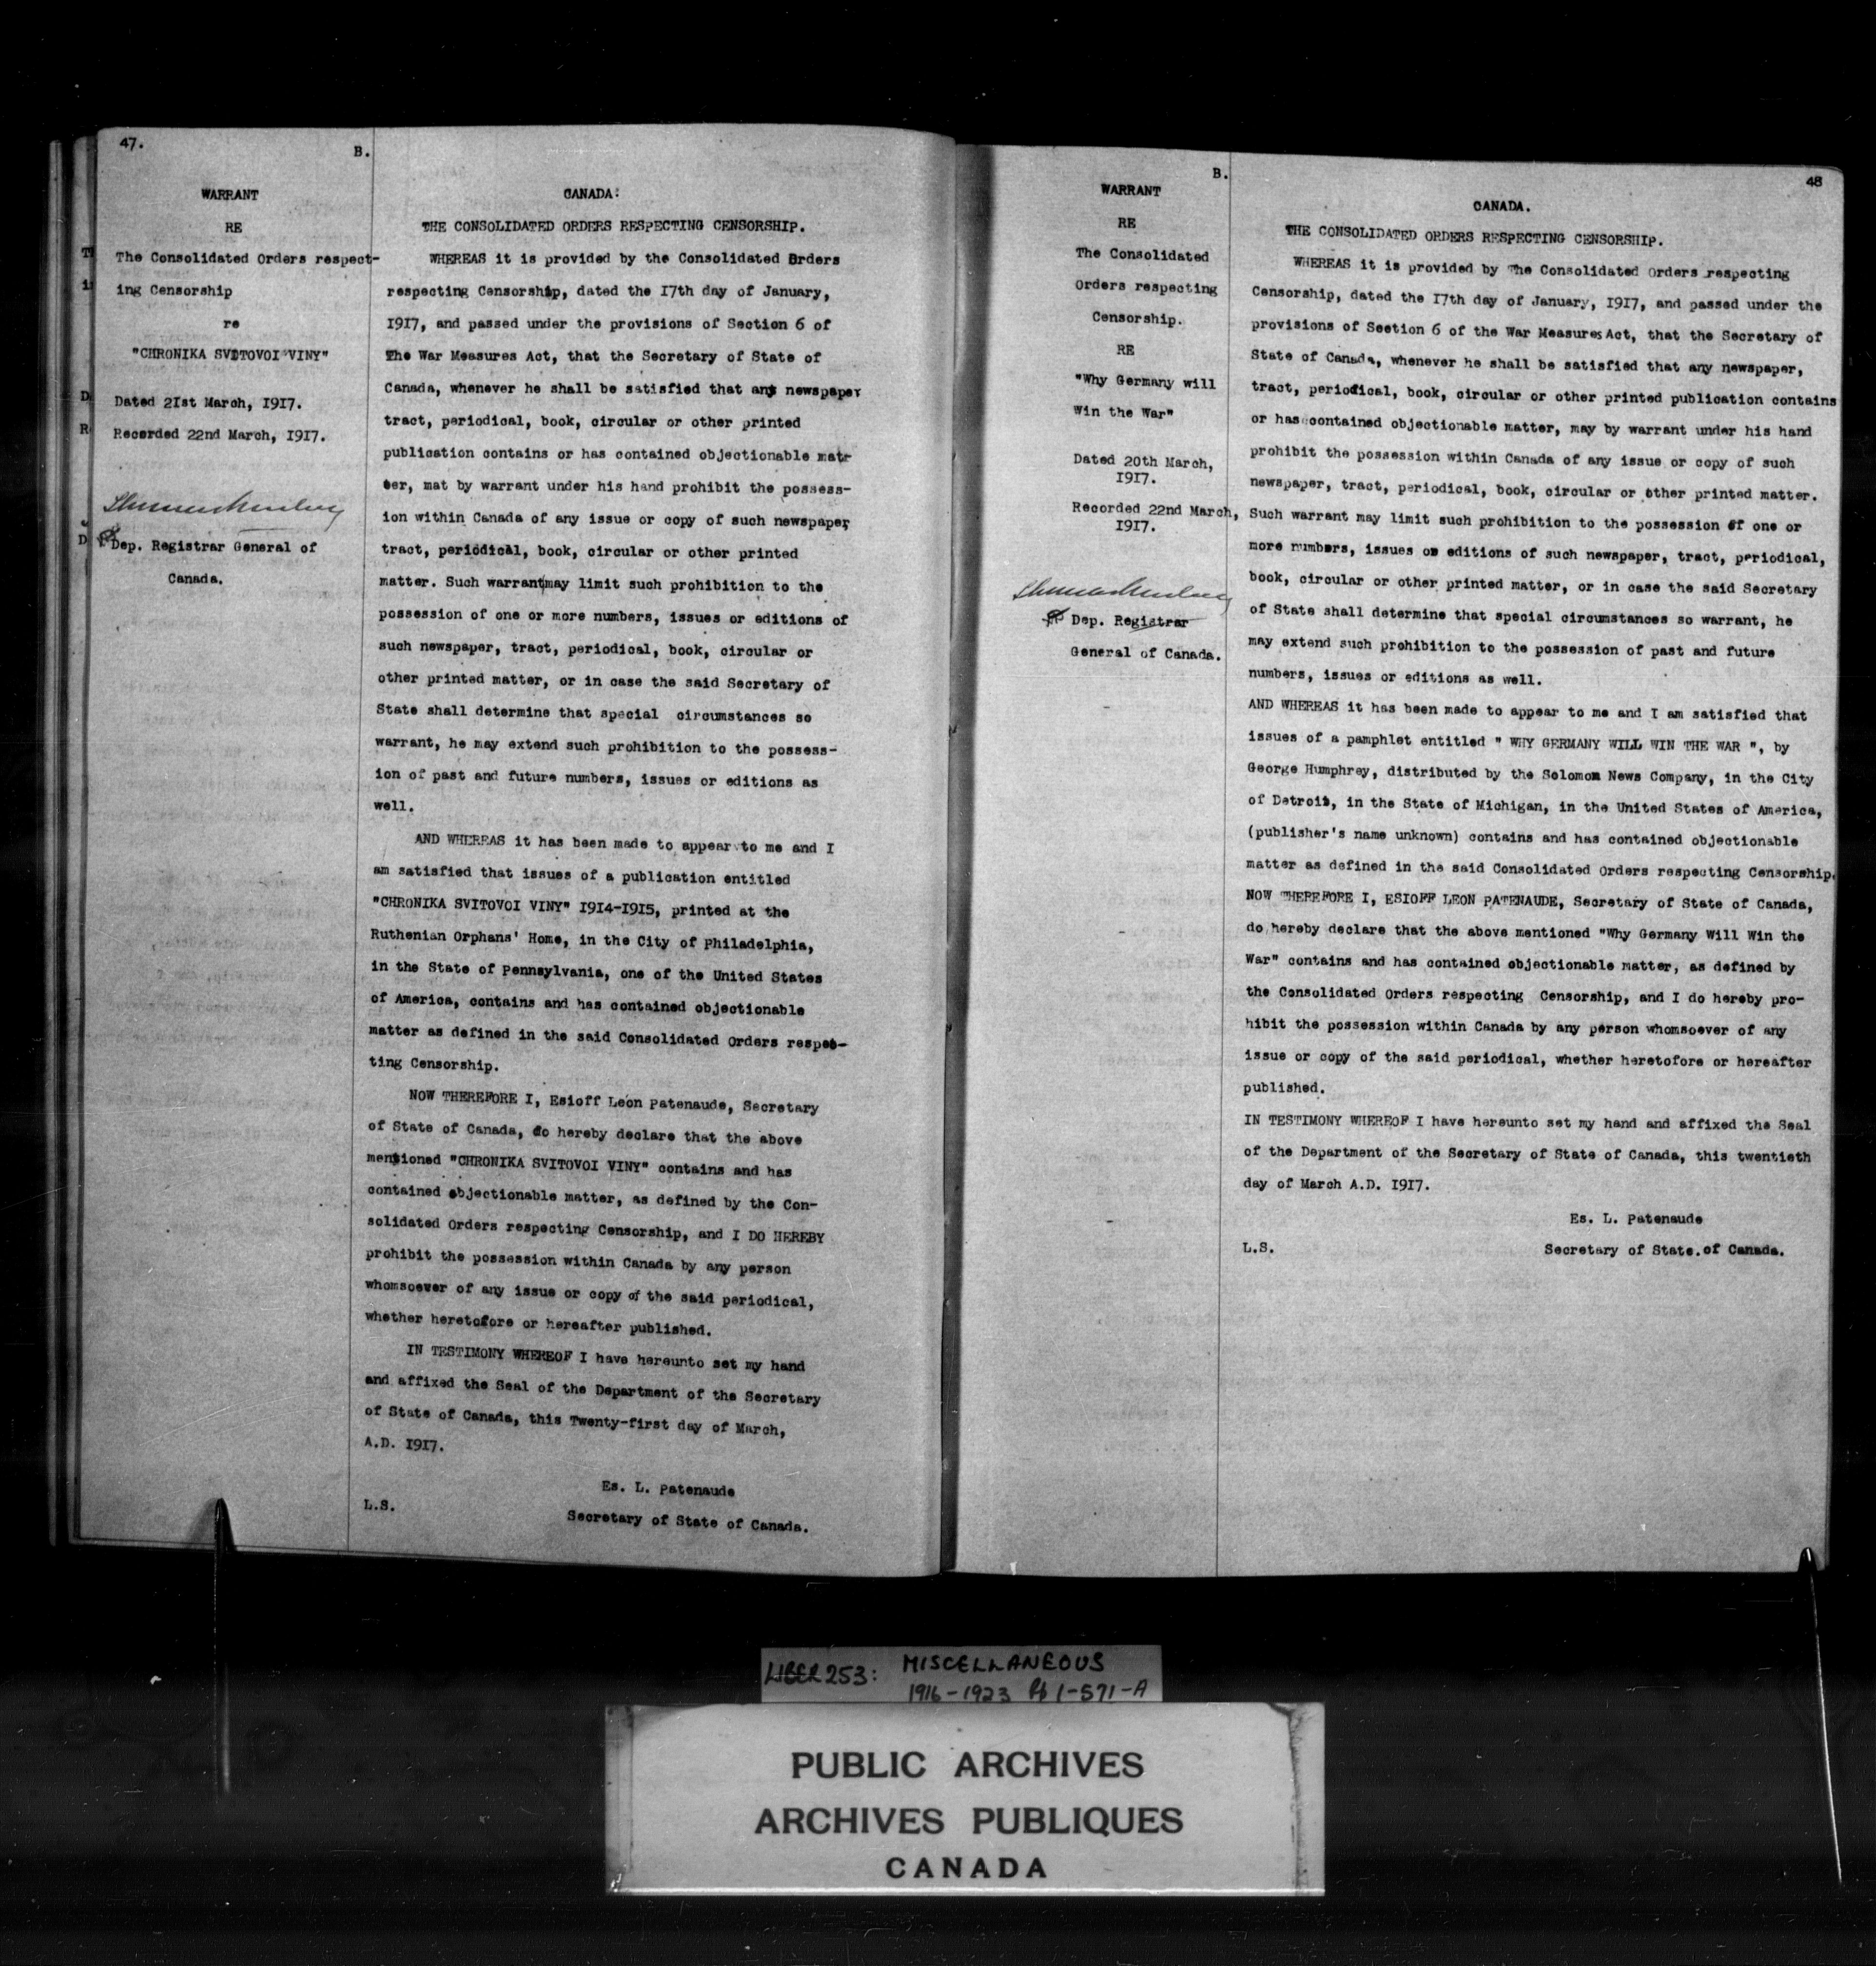 47.
B.
WARRANT
RE
The Consolidated Orders respect-
ing Censorship
re
"CHRONIKA SVITOVOI VINY"
Dated 21st March, 1917.
Recorded 22nd March, 1917.
Dep. Registrar General of
Canada.
CANADA:
THE CONSOLIDATED ORDERS RESPECTING CENSORSHIP.
WHEREAS it is provided by the Consolidated Orders
respecting Censorship, dated the 17th day of January,
1917, and passed under the provisions of Section 6 of
The War Measures Act, that the Secretary of State of
Canada, whenever he shall be satisfied that any newspaper
tract, periodical, book, circular or other printed
publication contains or has contained objectionable mat-
ter, mat by warrant under his hand prohibit the possess-
ion within Canada of any issue or copy of such newspaper,
tract, periodical, book, circular or other printed
matter. Such warrant may limit such prohibition to the
possession of one or more numbers, issues or editions of
such newspaper, tract, periodical, book, circular or
other printed matter, or in case the said Secretary of
State shall determine that special circumstances so
warrant, he may extend such prohibition to the possess-
ion of past and future numbers, issues or editions as
well.
AND WHEREAS it has been made to appear to me and I
am satisfied that issues of a publication entitled
"CHRONIKA SVITOVOI VINY" 1914-1915, printed at the
Ruthenian Orphans' Home, in the City of Philadelphia,
in the State of Pennsylvania, one of the United States
of America, contains and has contained objectionable
matter as defined in the said Consolidated Orders respec-
ting Censorship.
NOW THEREFORE I, Esioff Leon Patenaude, Secretary
of State of Canada, do hereby declare that the above
mentioned "CHRONIKA SVITOVOI VINY" contains and has
contained objectionable matter, as defined by the Con-
solidated Orders respecting Censorship, and I DO HEREBY
prohibit the possession within Canada by any person
whomsoever of any issue or copy of the said periodical,
whether heretofore or hereafter published.
IN TESTIMONY WHEREOF I have hereunto set my hand
and affixed the Seal of the Department of the Secretary
of State of Canada, this Twenty-first day of March,
A.D. 1917.
Es. L. Patenaude
L.S.
Secretary of State of Canada.
B.
WARRANT
RE
The Consolidated
Orders respecting
Censorship.
RE
"Why Germany will
Win the War"
Dated 20th March,
1917.
Recorded 22nd March,
1917.
Dep. Registrar
General of Canada.
48
CANADA.
THE CONSOLIDATED ORDERS RESPECTING CENSORSHIP.
WHEREAS it is provided by The Consolidated Orders respecting
Censorship, dated the 17th day of January, 1917, and passed under the
provisions of Section 6 of the War Measures Act, that the Secretary of
State of Canada, whenever he shall be satisfied that any newspaper,
tract, periodical, book, circular or other printed publication contains
or has contained objectionable matter, may by warrant under his hand
prohibit the possession within Canada of any issue or copy of such
newspaper, tract, periodical, book, circular or other printed matter.
Such warrant may limit such prohibition to the possession of one or
more numbers, issues or editions of such newspaper, tract, periodical,
book, circular or other printed matter, or in case the said Secretary
of State shall determine that special circumstances so warrant, he
may extend such prohibition to the possession of past and future
numbers, issues or editions as well.
AND WHEREAS it has been made to appear to me and I am satisfied that
issues of a pamphlet entitled " WHY GERMANY WILL WIN THE WAR ", by
George Humphrey, distributed by the Solomon News Company, in the City
of Detroit, in the State of Michigan, in the United States of America,
(publisher's name unknown) contains and has contained objectionable
matter as defined in the said Consolidated Orders respecting Censorship.
NOW THEREFORE I, ESIOFF LEON PATENAUDE, Secretary of State of Canada,
do hereby declare that the above mentioned "Why Germany Will Win the
War" contains and has contained objectionable matter, as defined by
the Consolidated Orders respecting Censorship, and I do hereby pro-
hibit the possession within Canada by any person whomsoever of any
issue or copy of the said periodical, whether heretofore or hereafter
published.
IN TESTIMONY WHEREOF I have hereunto set my hand and affixed the Seal
of the Department of the Secretary of State of Canada, this twentieth
day of March A.D. 1917.
Es. L. Patenaude
L.S.
Secretary of State.of Canada.
LIBER 253: MISCELLANEOUS
1916-1923 Pt 1-571-A
PUBLIC ARCHIVES
ARCHIVES PUBLIQUES
CANADA